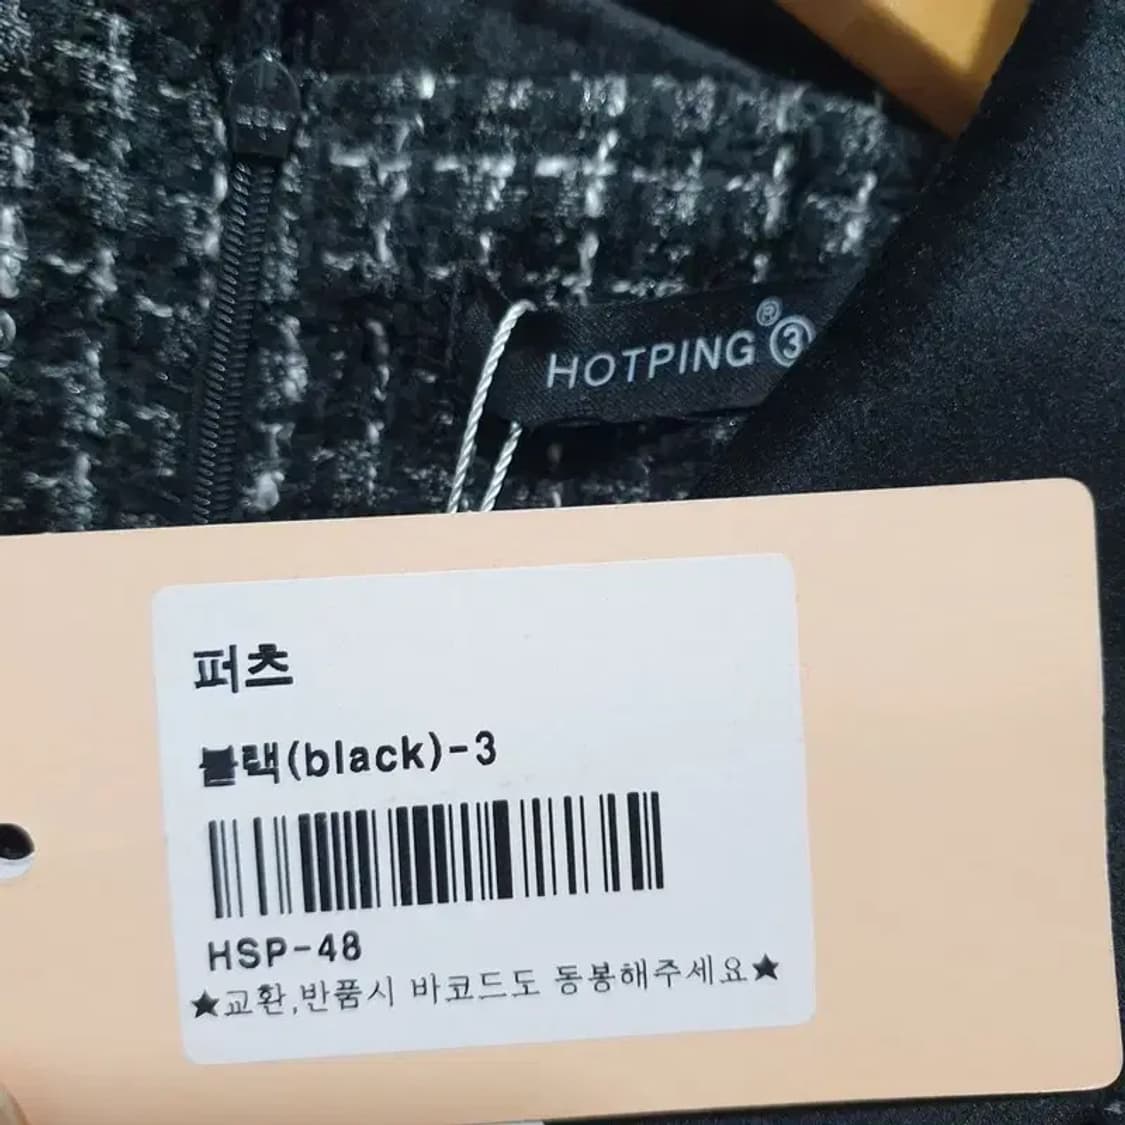 HOTPING® ③
퍼츠
블랙(black)-3
HSP-48
★교환,반품시 바코드도 동봉해주세요★